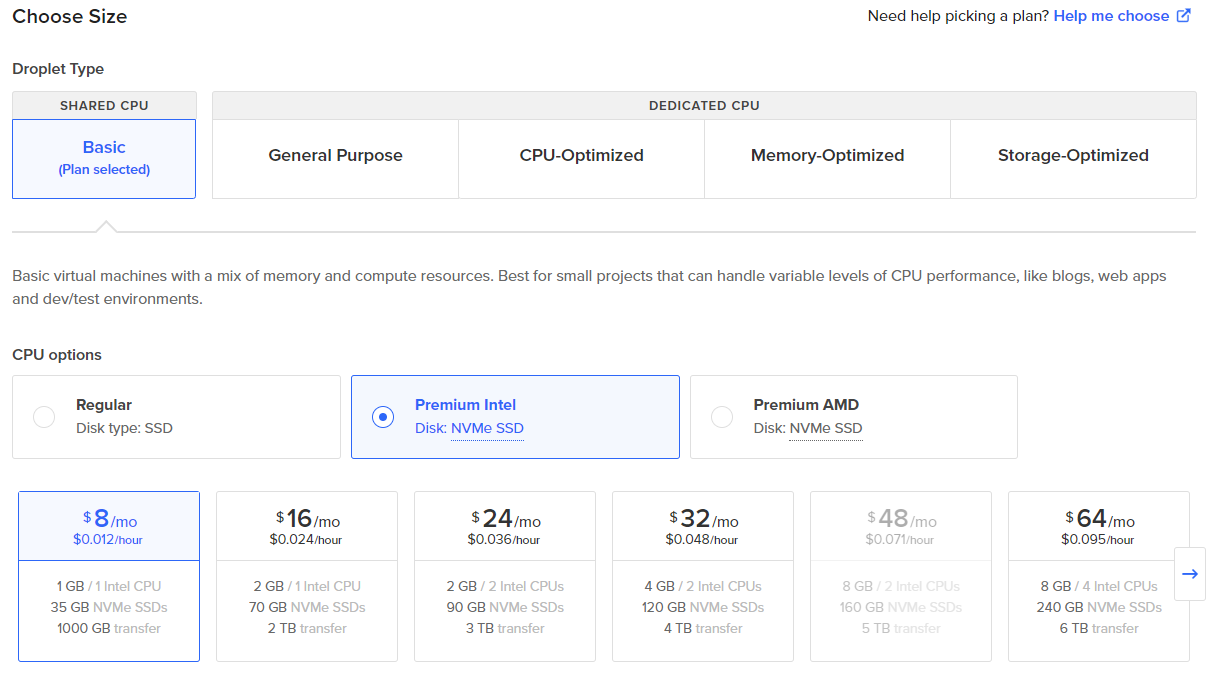 Choose Size
Need help picking a plan? Help me choose
Droplet Type
SHARED CPU
DEDICATED CPU
Basic
(Plan selected)
General Purpose
CPU-Optimized
Memory-Optimized
Storage-Optimized
Basic virtual machines with a mix of memory and compute resources. Best for small projects that can handle variable levels of CPU performance, like blogs, web apps
and dev/test environments.
CPU options
Regular
Disk type: SSD
Premium Intel
Disk: NVMe SSD
Premium AMD
Disk: NVMe SSD
$8/mo
$0.012/hour
1 GB / 1 Intel CPU
35 GB NVMe SSDs
1000 GB transfer
$16/mo
$0.024/hour
2 GB / 1 Intel CPU
70 GB NVMe SSDs
2 TB transfer
$24/mo
$0.036/hour
2 GB / 2 Intel CPUs
90 GB NVMe SSDs
3 TB transfer
$32/mo
$0.048/hour
4 GB / 2 Intel CPUs
120 GB NVMe SSDs
4 TB transfer
$48/mo
$0.071/hour
8 GB / 2 Intel CPUs
160 GB NVMe SSDs
5 TB transfer
$64/mo
$0.095/hour
8 GB / 4 Intel CPUs
240 GB NVMe SSDs
6 TB transfer